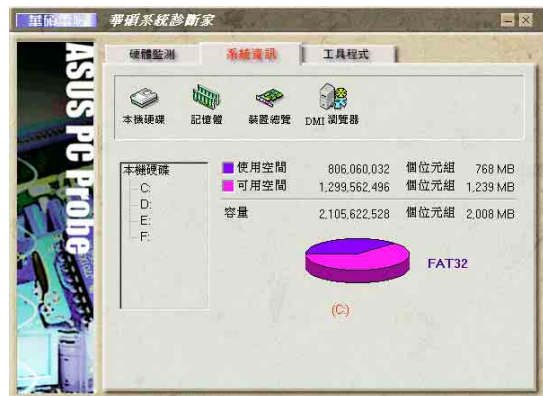 華碩系統診斷家
ASUS PC Probe
硬體監測 系統資訊 工具程式
本機硬碟 記憶體 裝置總覽 DMI 瀏覽器
本機硬碟
C:
D:
E:
F:
使用空間 806,060,032 個位元組 768 MB
可用空間 1,299,562,496 個位元組 1,239 MB
容量 2,105,622,528 個位元組 2,008 MB
FAT32
(C:)